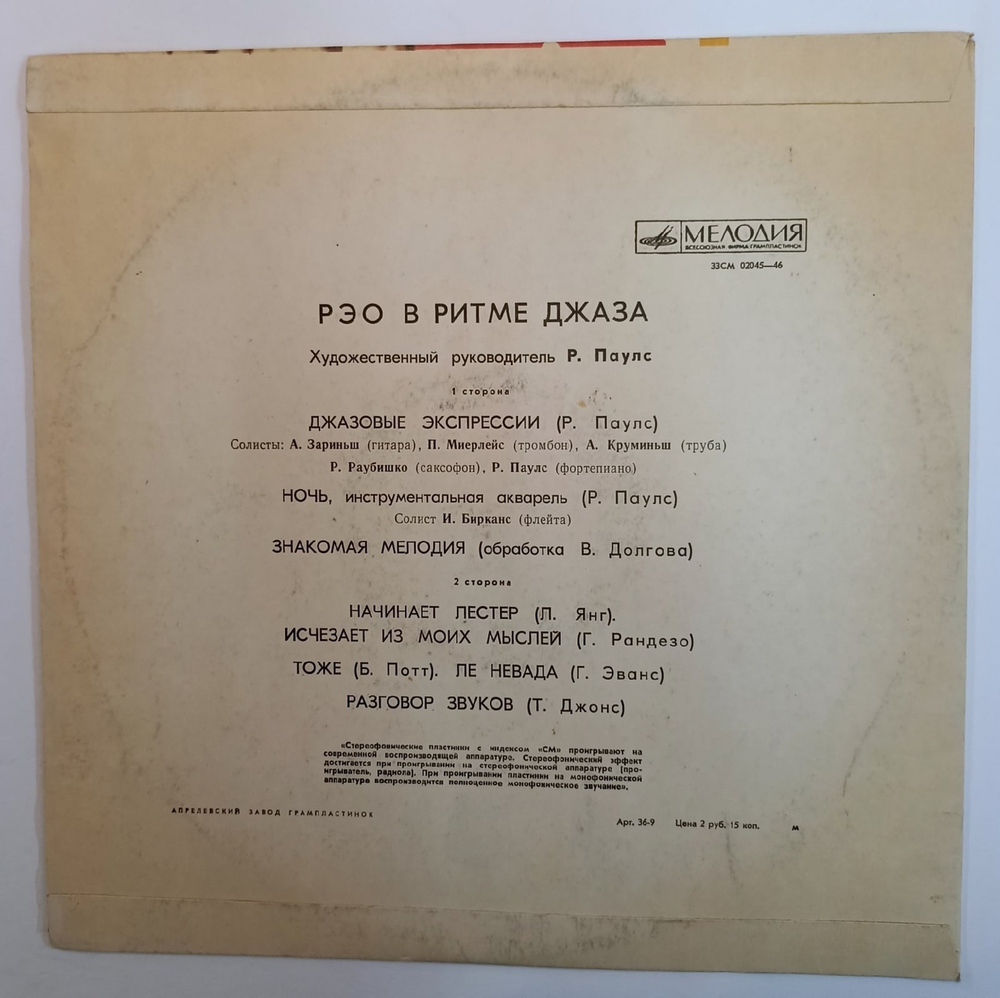 МЕЛОДИЯ
ВСЕСОЮЗНАЯ ФИРМА ГРАМПЛАСТИНОК
33СМ 02045—46
РЭО В РИТМЕ ДЖАЗА
Художественный руководитель Р. Паулс
1 сторона
ДЖАЗОВЫЕ ЭКСПРЕССИИ (Р. Паулс)
Солисты: А. Зариньш (гитара), П. Миерлейс (тромбон), А. Круминьш (труба)
Р. Раубишко (саксофон), Р. Паулс (фортепиано)
НОЧЬ, инструментальная акварель (Р. Паулс)
Солист И. Бирканс (флейта)
ЗНАКОМАЯ МЕЛОДИЯ (обработка В. Долгова)
2 сторона
НАЧИНАЕТ ЛЕСТЕР (Л. Янг).
ИСЧЕЗАЕТ ИЗ МОИХ МЫСЛЕЙ (Г. Рандезо)
ТОЖЕ (Б. Потт). ЛЕ НЕВАДА (Г. Эванс)
РАЗГОВОР ЗВУКОВ (Т. Джонс)
«Стереофонические пластинки с индексом «СМ» проигрывают на
современной воспроизводящей аппаратуре. Стереофонический эффект
достигается при проигрывании на стереофонической аппаратуре (про-
игрыватель, радиола). При проигрывании пластинки на монофонической
аппаратуре воспроизводится полноценное монофоническое звучание».
АПРЕЛЕВСКИЙ ЗАВОД ГРАМПЛАСТИНОК
Арт. 36-9 Цена 2 руб. 15 коп. м